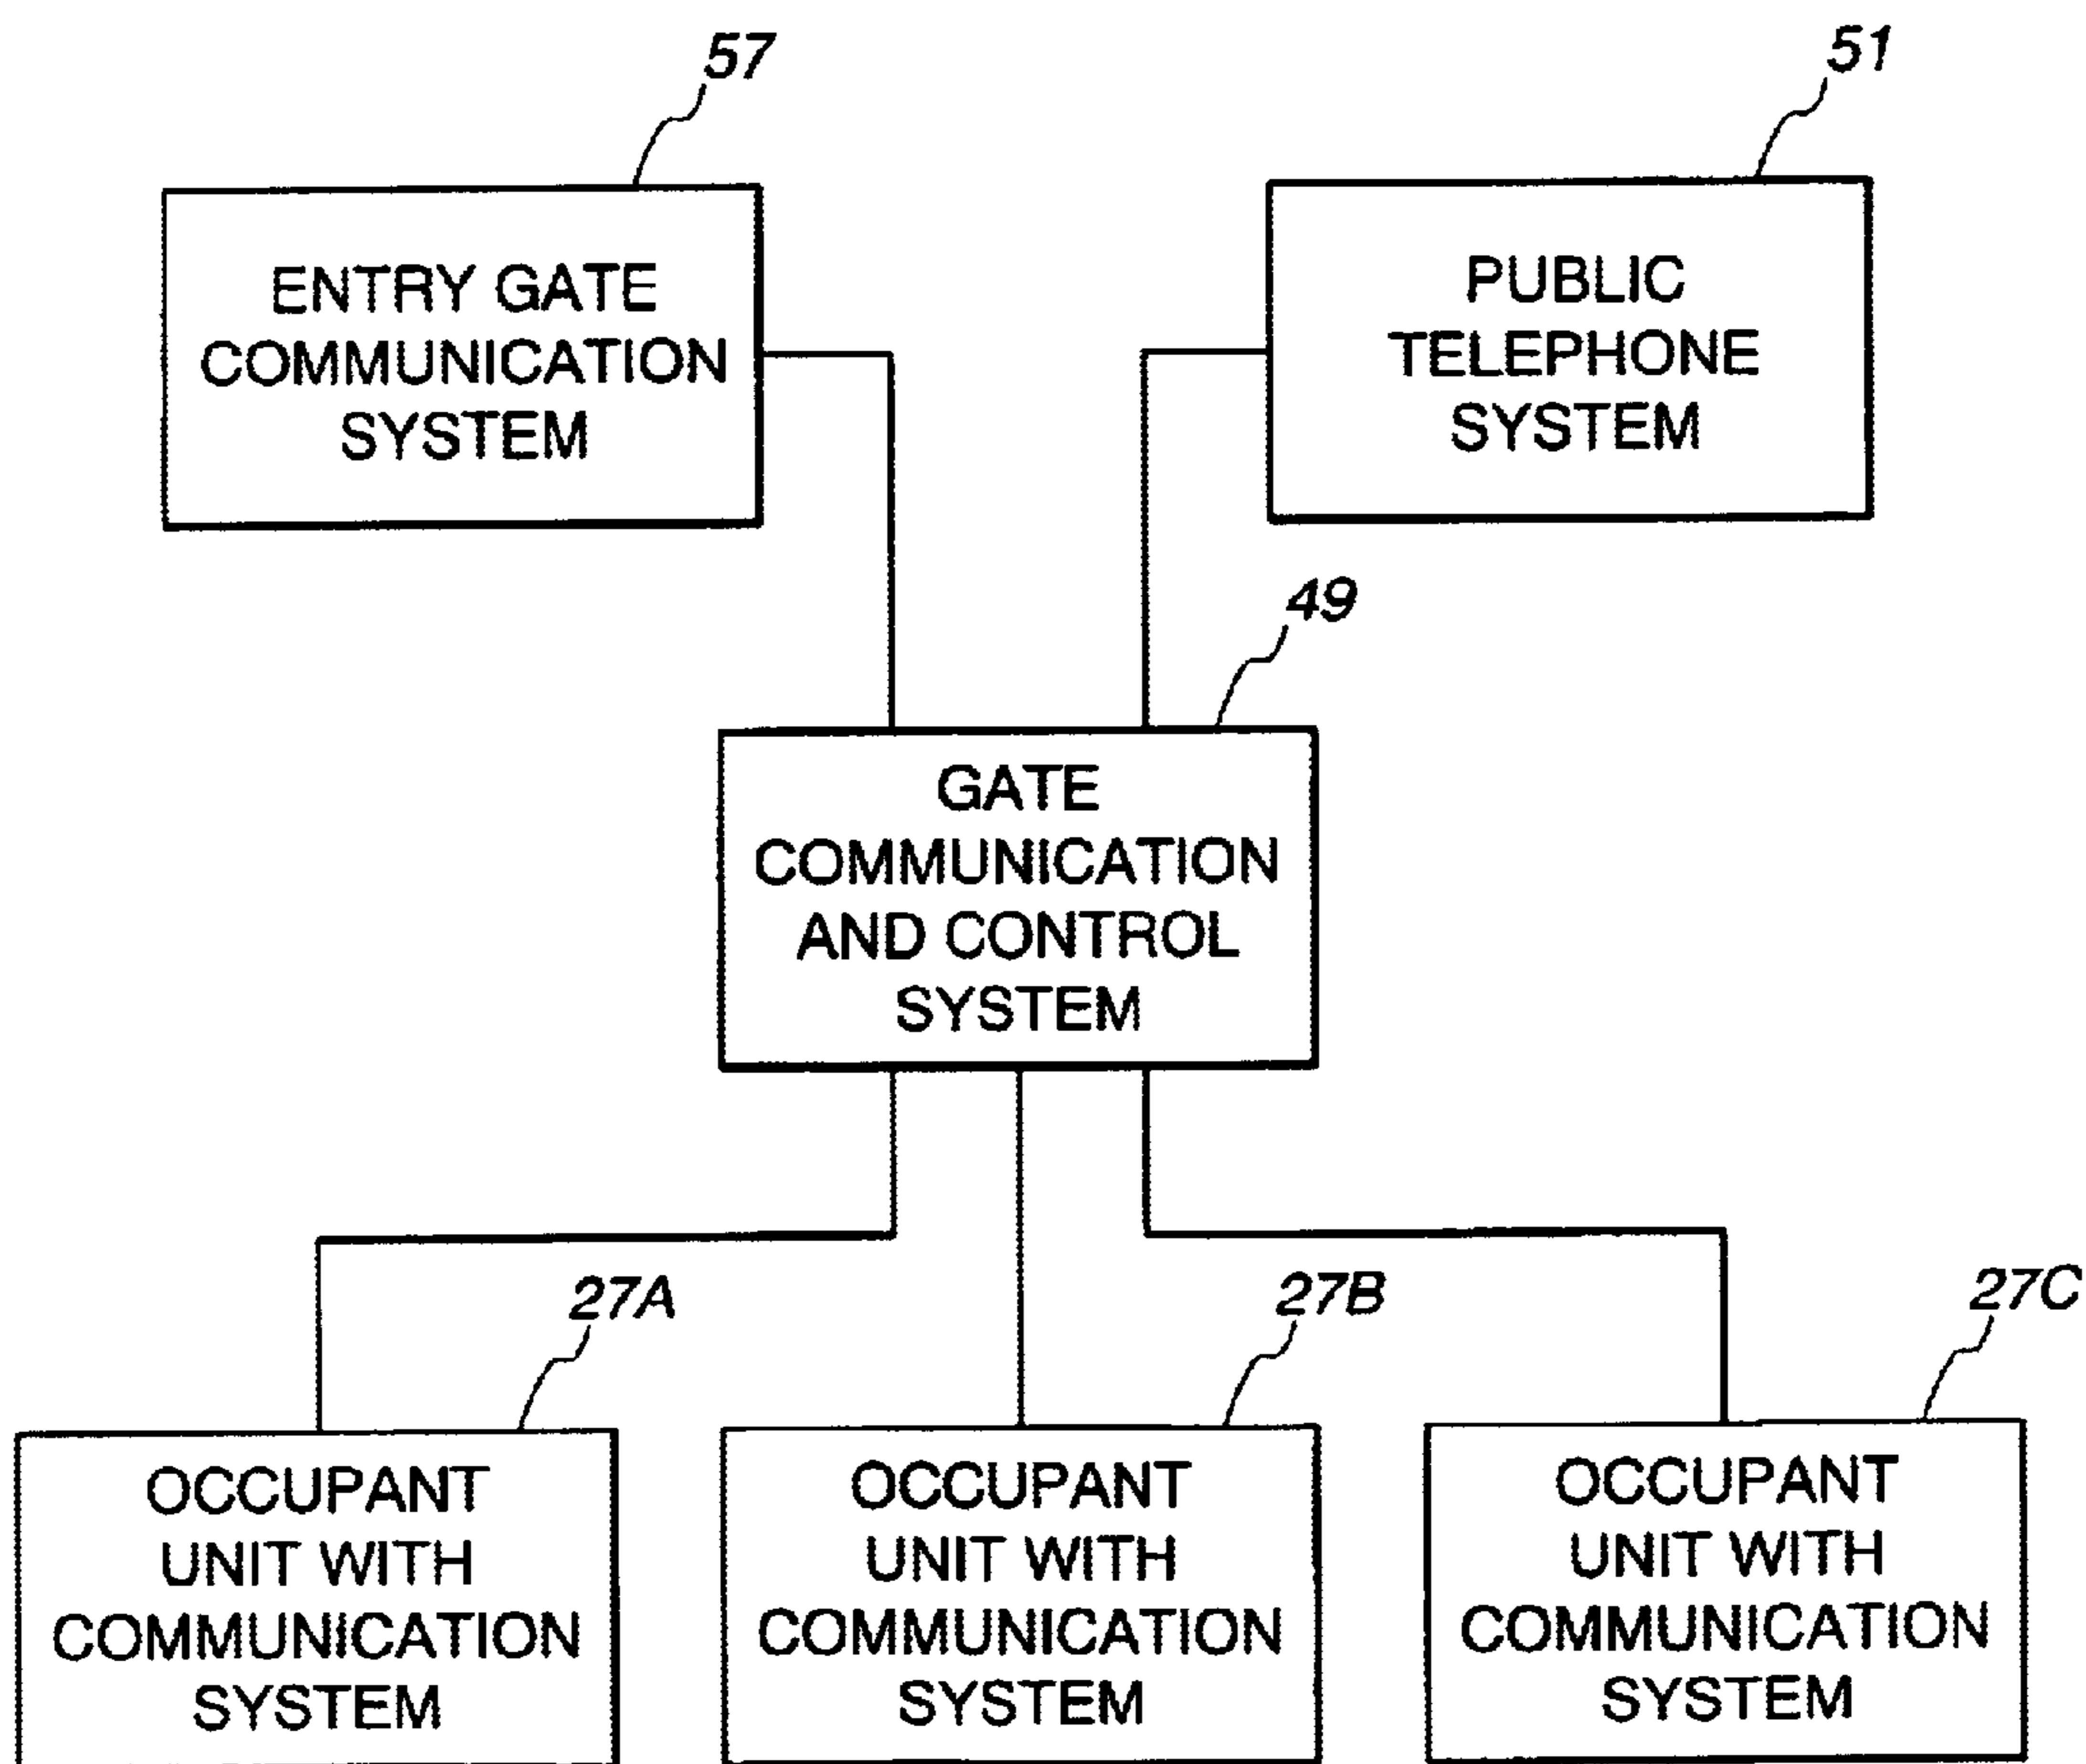 57
51
ENTRY GATE
COMMUNICATION
SYSTEM
PUBLIC
TELEPHONE
SYSTEM
49
GATE
COMMUNICATION
AND CONTROL
SYSTEM
27A
27B
27C
OCCUPANT
UNIT WITH
COMMUNICATION
SYSTEM
OCCUPANT
UNIT WITH
COMMUNICATION
SYSTEM
OCCUPANT
UNIT WITH
COMMUNICATION
SYSTEM